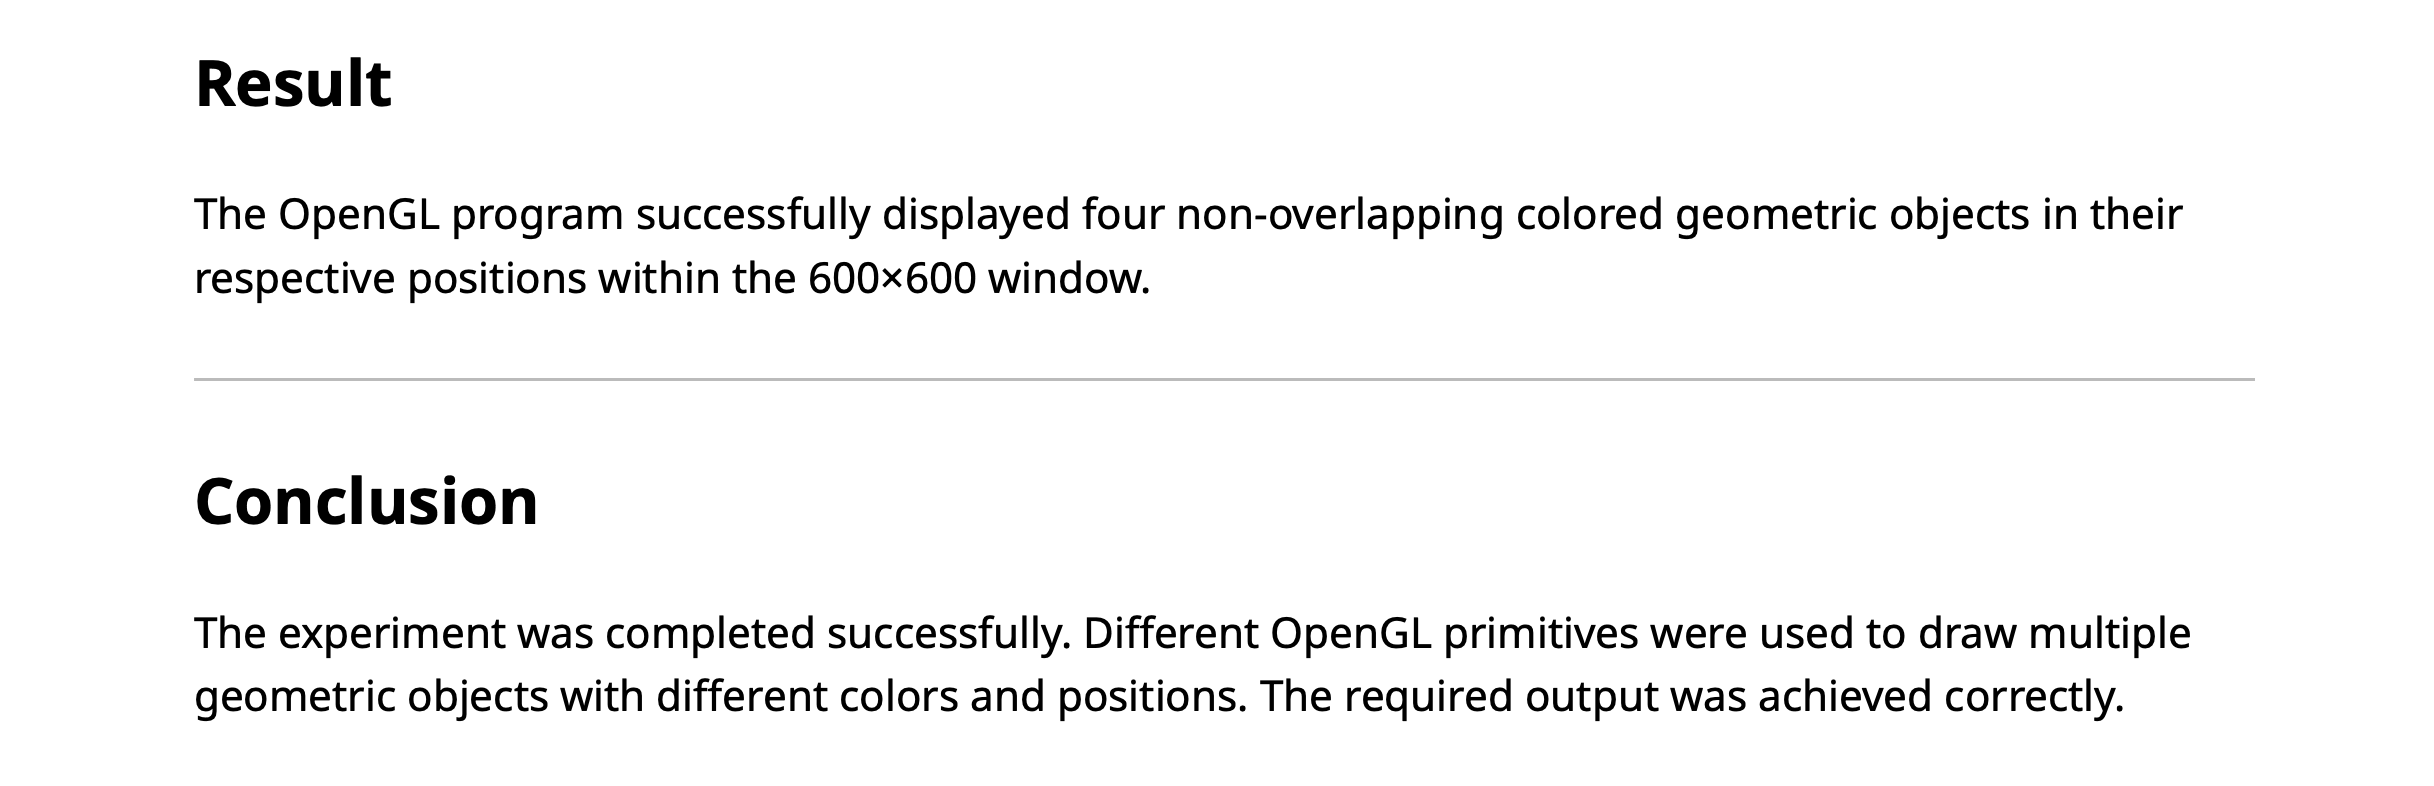 Result
The OpenGL program successfully displayed four non-overlapping colored geometric objects in their
respective positions within the 600×600 window.
Conclusion
The experiment was completed successfully. Different OpenGL primitives were used to draw multiple
geometric objects with different colors and positions. The required output was achieved correctly.